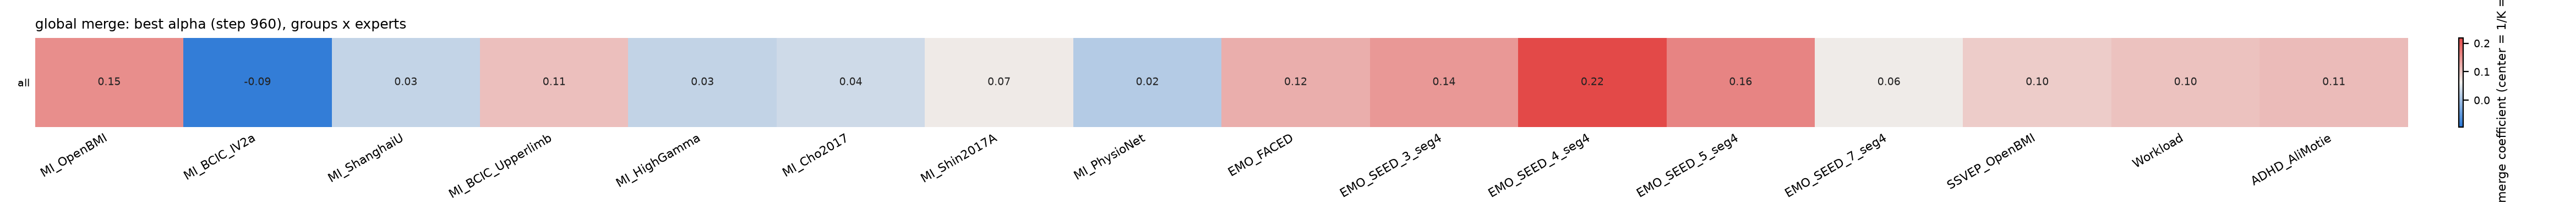 global merge: best alpha (step 960), groups x experts
all
0.15 -0.09 0.03 0.11 0.03 0.04 0.07 0.02 0.12 0.14 0.22 0.16 0.06 0.10 0.10 0.11
MI_OpenBMI MI_BCIC_IV2a MI_ShanghaiU MI_BCIC_Upperlimb MI_HighGamma MI_Cho2017 MI_Shin2017A MI_PhysioNet EMO_FACED EMO_SEED_3_seg4 EMO_SEED_4_seg4 EMO_SEED_5_seg4 EMO_SEED_7_seg4 SSVEP_OpenBMI Workload ADHD_AliMotie
0.2
0.1
0.0
merge coefficient (center = 1/K =